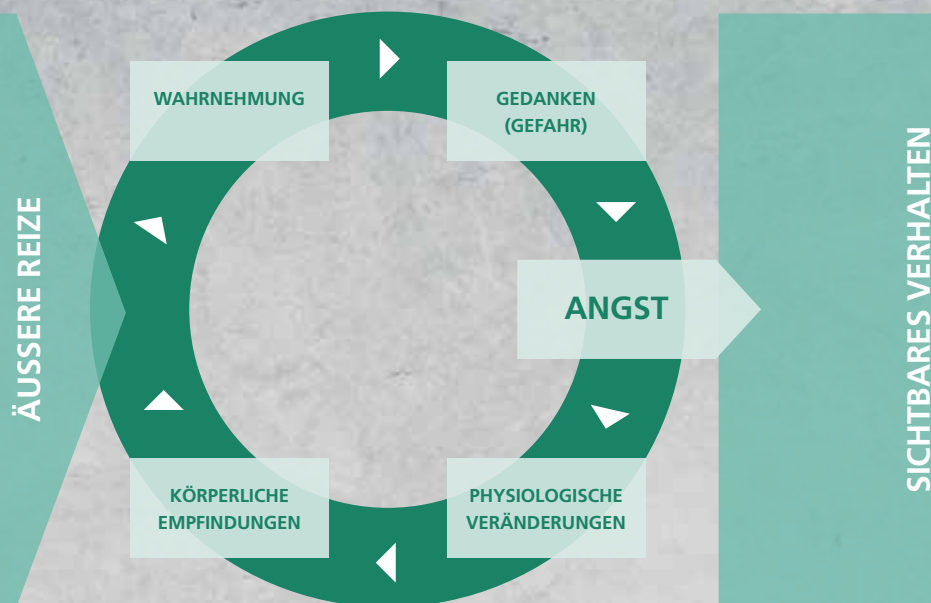 ÄUSSERE REIZE
WAHRNEHMUNG
GEDANKEN
(GEFAHR)
ANGST
PHYSIOLOGISCHE
VERÄNDERUNGEN
KÖRPERLICHE
EMPFINDUNGEN
SICHTBARES VERHALTEN